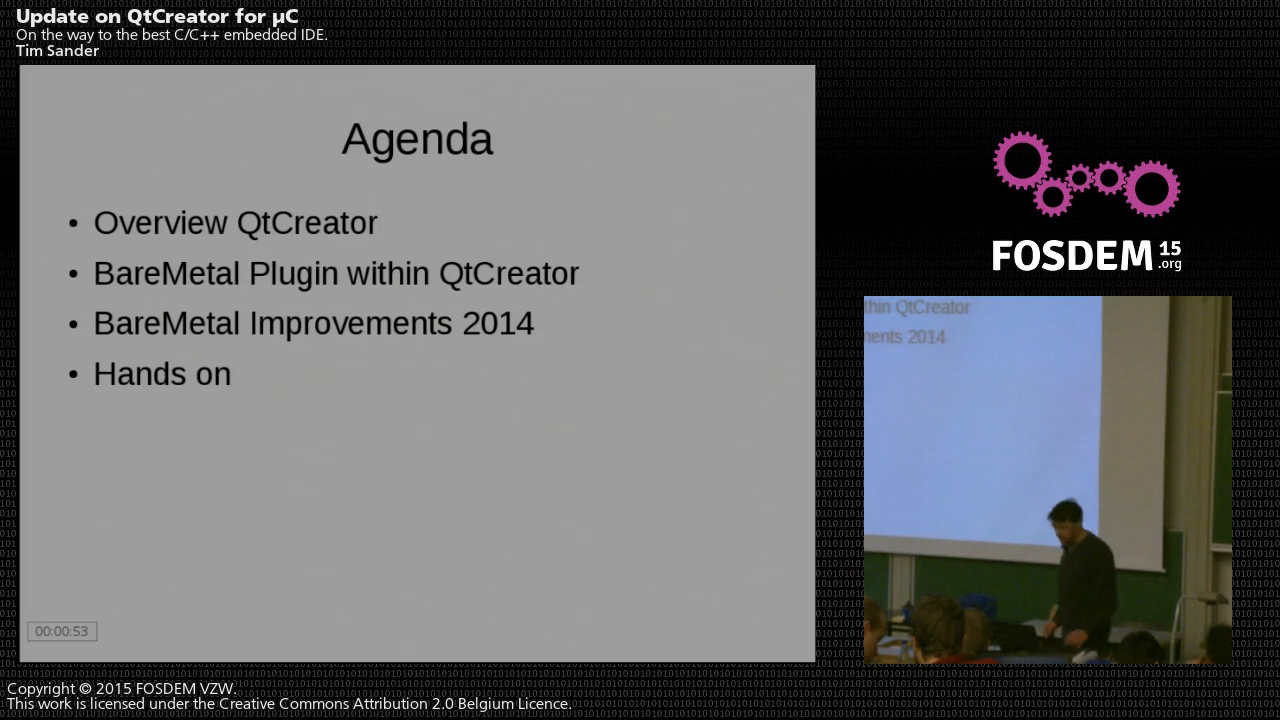 Update on QtCreator for µC
On the way to the best C/C++ embedded IDE.
Tim Sander
Agenda
• Overview QtCreator
• BareMetal Plugin within QtCreator
• BareMetal Improvements 2014
• Hands on
00:00:53
FOSDEM 15
.org
thin QtCreator
nents 2014
Copyright © 2015 FOSDEM VZW.
This work is licensed under the Creative Commons Attribution 2.0 Belgium Licence.